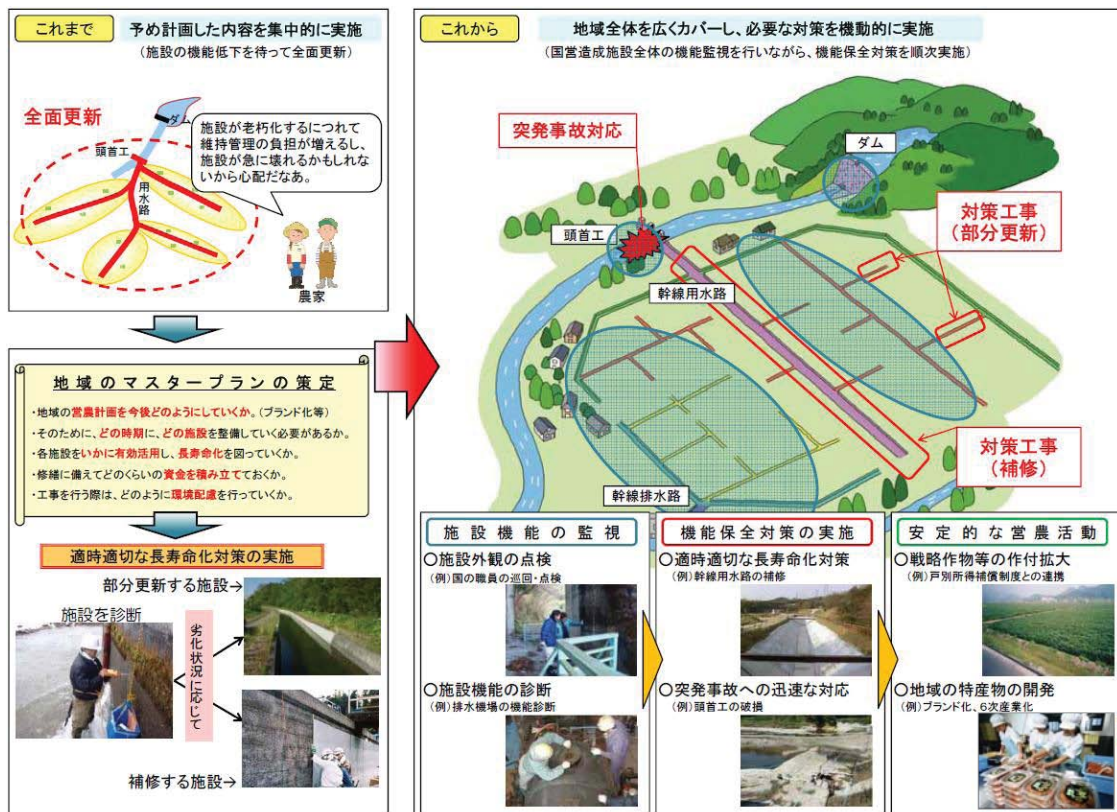 これまで
予め計画した内容を集中的に実施
（施設の機能低下を待って全面更新）
全面更新
ダム
頭首工
用水路
施設が老朽化するにつれて
維持管理の負担が増えるし、
施設が急に壊れるかもしれな
いから心配だなあ。
農家
地域のマスタープランの策定
・地域の営農計画を今後どのようにしていくか。（ブランド化等）
・そのために、どの時期に、どの施設を整備していく必要があるか。
・各施設をいかに有効活用し、長寿命化を図っていくか。
・修繕に備えてどのくらいの資金を積み立てておくか。
・工事を行う際は、どのように環境配慮を行っていくか。
適時適切な長寿命化対策の実施
部分更新する施設→
施設を診断
劣化状況に応じて
補修する施設→
これから
地域全体を広くカバーし、必要な対策を機動的に実施
（国営造成施設全体の機能監視を行いながら、機能保全対策を順次実施）
突発事故対応
ダム
対策工事
（部分更新）
頭首工
幹線用水路
対策工事
（補修）
幹線排水路
施設機能の監視
〇施設外観の点検
（例）国の職員の巡回・点検
〇施設機能の診断
（例）排水機場の機能診断
機能保全対策の実施
〇適時適切な長寿命化対策
（例）幹線用水路の補修
〇突発事故への迅速な対応
（例）頭首工の破損
安定的な営農活動
〇戦略作物等の作付拡大
（例）戸別所得補償制度との連携
〇地域の特産物の開発
（例）ブランド化、6次産業化